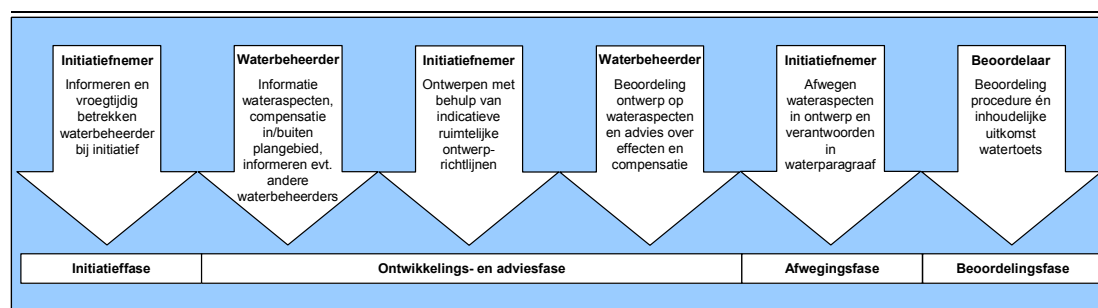 Initiatiefnemer
Informeren en
vroegtijdig
betrekken
waterbeheerder
bij initiatief
Waterbeheerder
Informatie
wateraspecten,
compensatie
in/buiten
plangebied,
informeren evt.
andere
waterbeheerders
Initiatiefnemer
Ontwerpen met
behulp van
indicatieve
ruimtelijke
ontwerp-
richtlijnen
Waterbeheerder
Beoordeling
ontwerp op
wateraspecten
en advies over
effecten en
compensatie
Initiatiefnemer
Afwegen
wateraspecten
in ontwerp en
verantwoorden
in
waterparagraaf
Beoordelaar
Beoordeling
procedure én
inhoudelijke
uitkomst
watertoets
Initiatieffase
Ontwikkelings- en adviesfase
Afwegingsfase
Beoordelingsfase